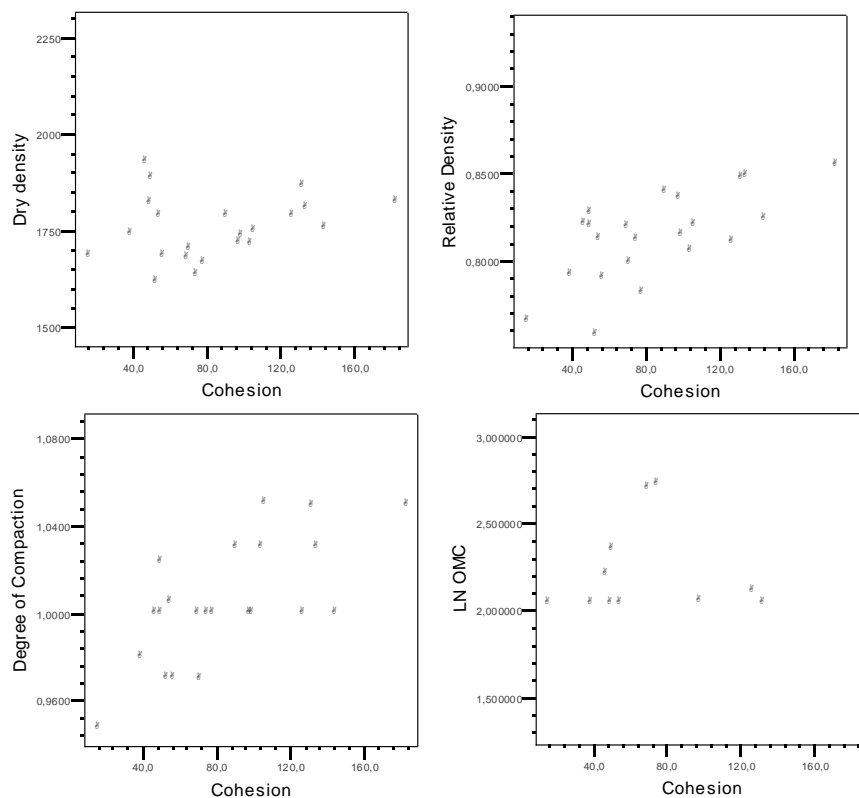 2250
2000
1750
1500
Dry density
40,0 80,0 120,0 160,0
Cohesion
0,9000
0,8500
0,8000
Relative Density
40,0 80,0 120,0 160,0
Cohesion
1,0800
1,0400
1,0000
0,9600
Degree of Compaction
40,0 80,0 120,0 160,0
Cohesion
3,000000
2,500000
2,000000
1,500000
LN OMC
40,0 80,0 120,0 160,0
Cohesion